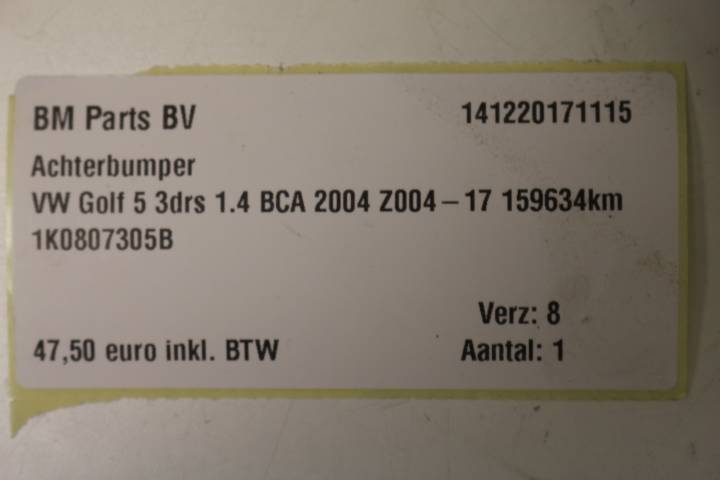 BM Parts BV 141220171115
Achterbumper
VW Golf 5 3drs 1.4 BCA 2004 Z004-17 159634km
1K0807305B
Verz: 8
47,50 euro inkl. BTW Aantal: 1